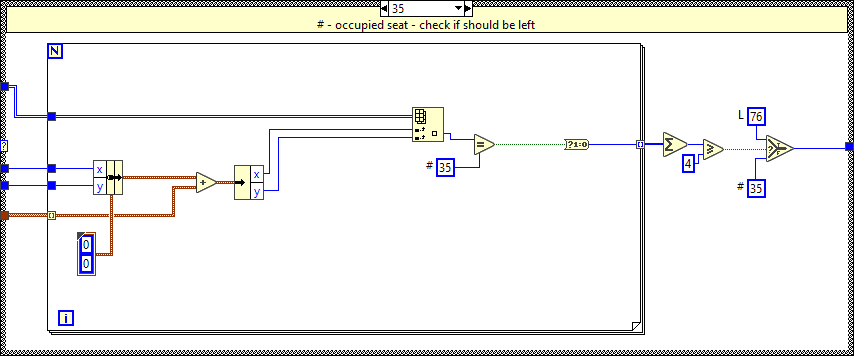 35
# - occupied seat - check if should be left
N
L 76
?1:0
=
Σ
≥
?
T
F
# 35
4
# 35
x
y
+
x
y
?
0
0
i